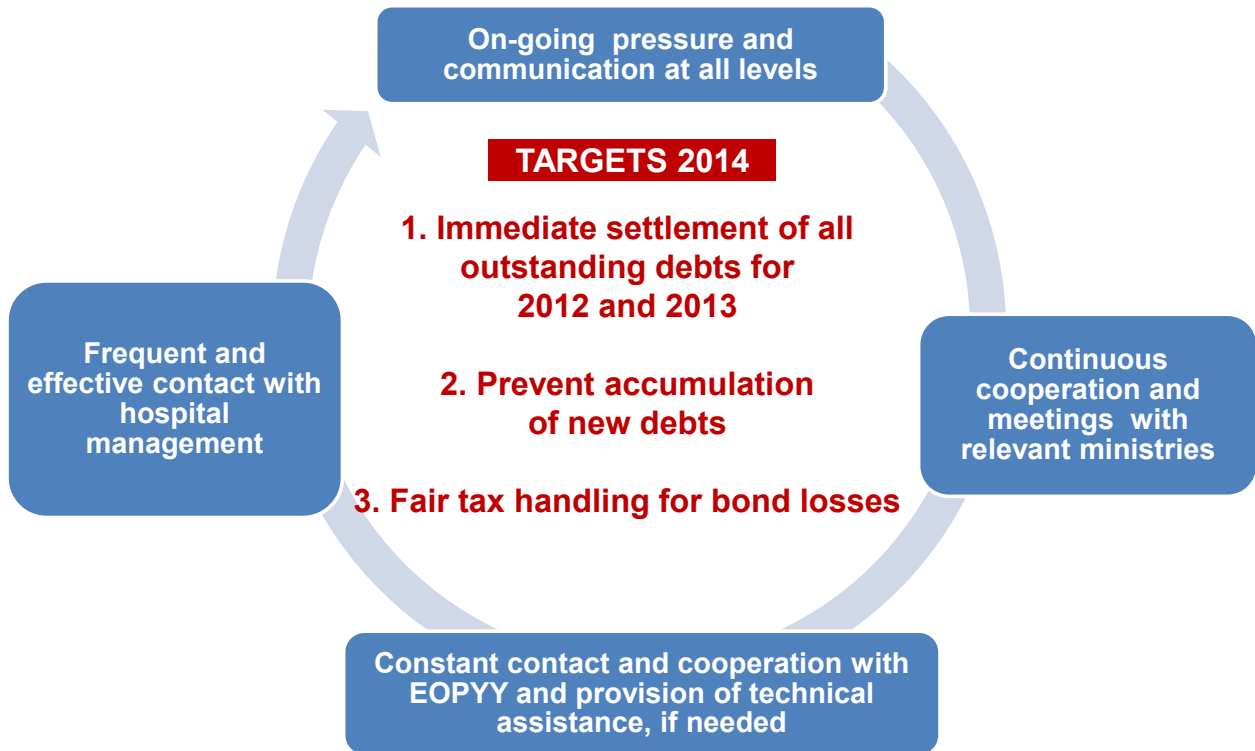 On-going pressure and
communication at all levels
TARGETS 2014
1. Immediate settlement of all
outstanding debts for
2012 and 2013
2. Prevent accumulation
of new debts
3. Fair tax handling for bond losses
Continuous
cooperation and
meetings with
relevant ministries
Constant contact and cooperation with
EOPYY and provision of technical
assistance, if needed
Frequent and
effective contact with
hospital
management